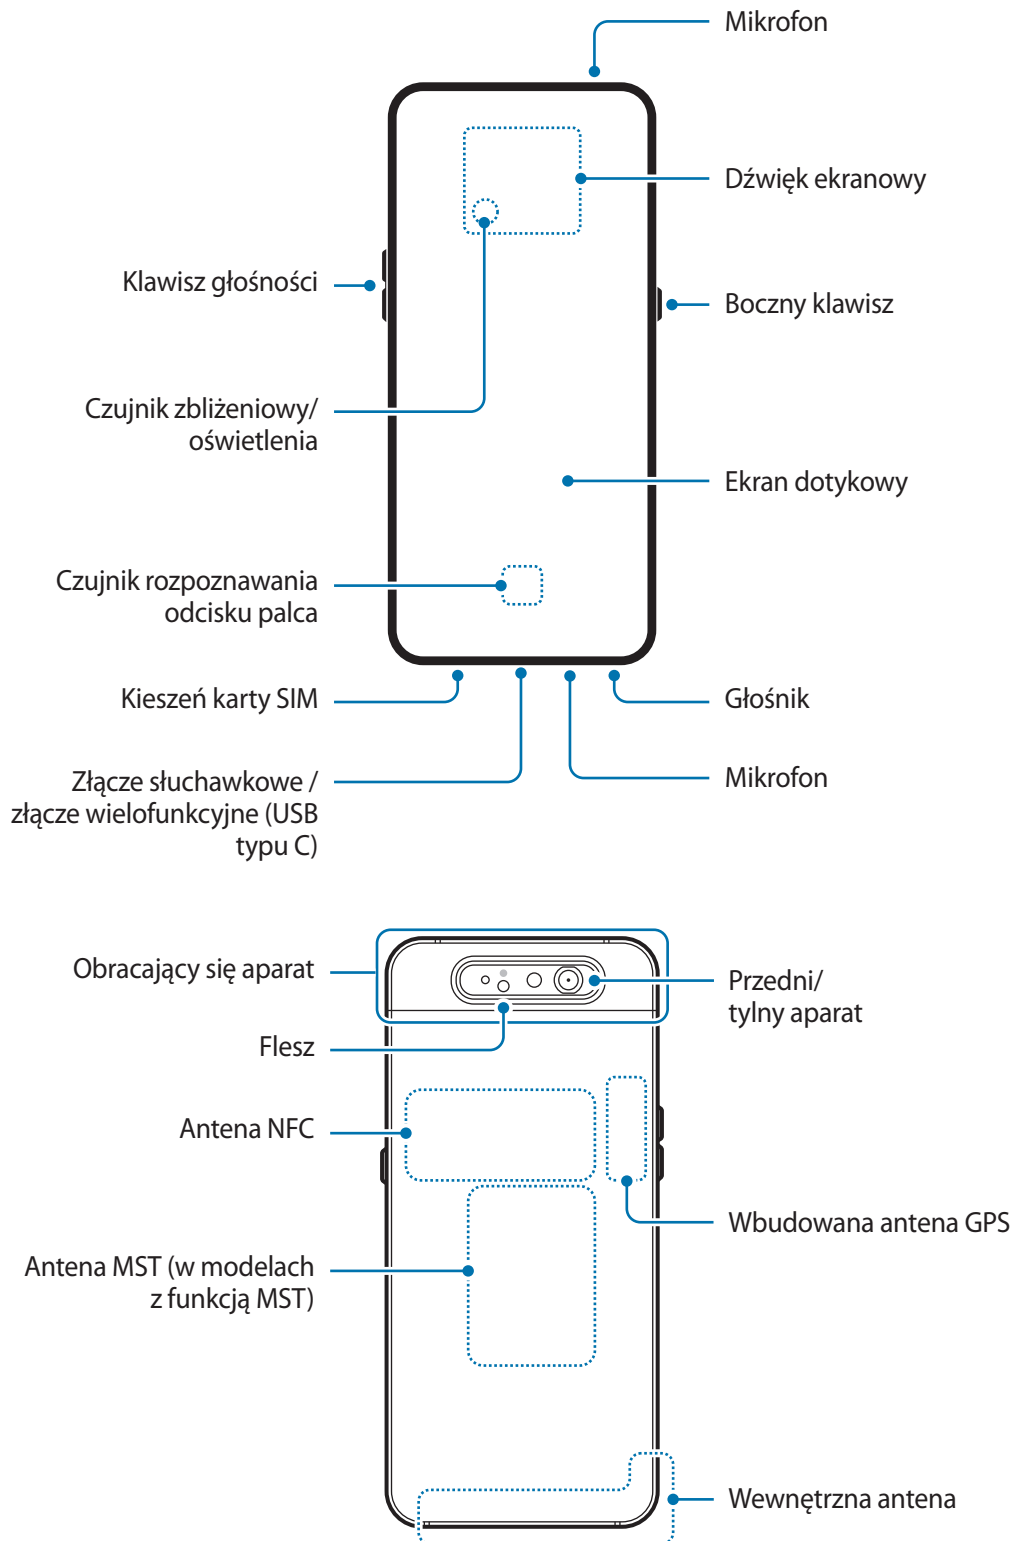 Mikrofon
Dźwięk ekranowy
Klawisz głośności
Boczny klawisz
Czujnik zbliżeniowy/
oświetlenia
Ekran dotykowy
Czujnik rozpoznawania
odcisku palca
Kieszeń karty SIM
Głośnik
Złącze słuchawkowe /
złącze wielofunkcyjne (USB
typu C)
Mikrofon
Obracający się aparat
Przedni/
tylny aparat
Flesz
Antena NFC
Wbudowana antena GPS
Antena MST (w modelach
z funkcją MST)
Wewnętrzna antena